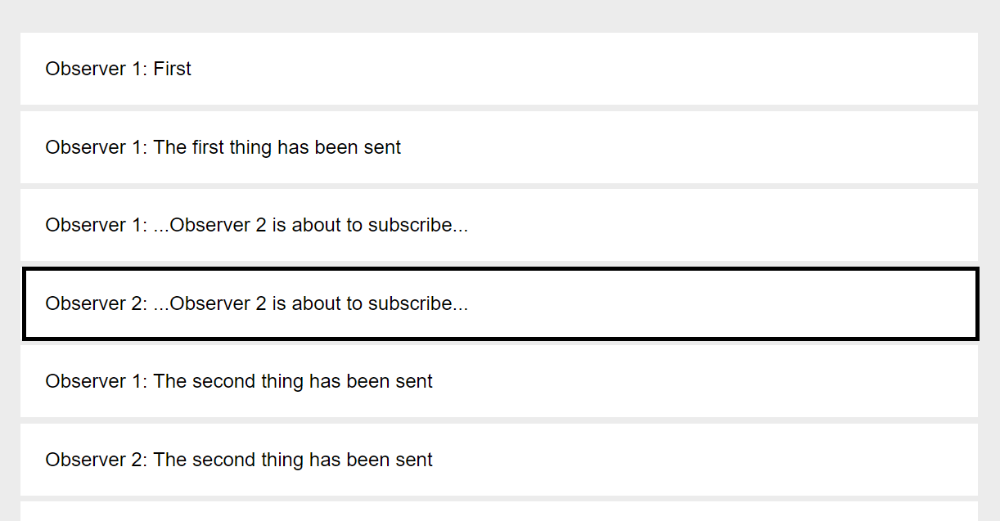 Observer 1: First
Observer 1: The first thing has been sent
Observer 1: ...Observer 2 is about to subscribe...
Observer 2: ...Observer 2 is about to subscribe...
Observer 1: The second thing has been sent
Observer 2: The second thing has been sent